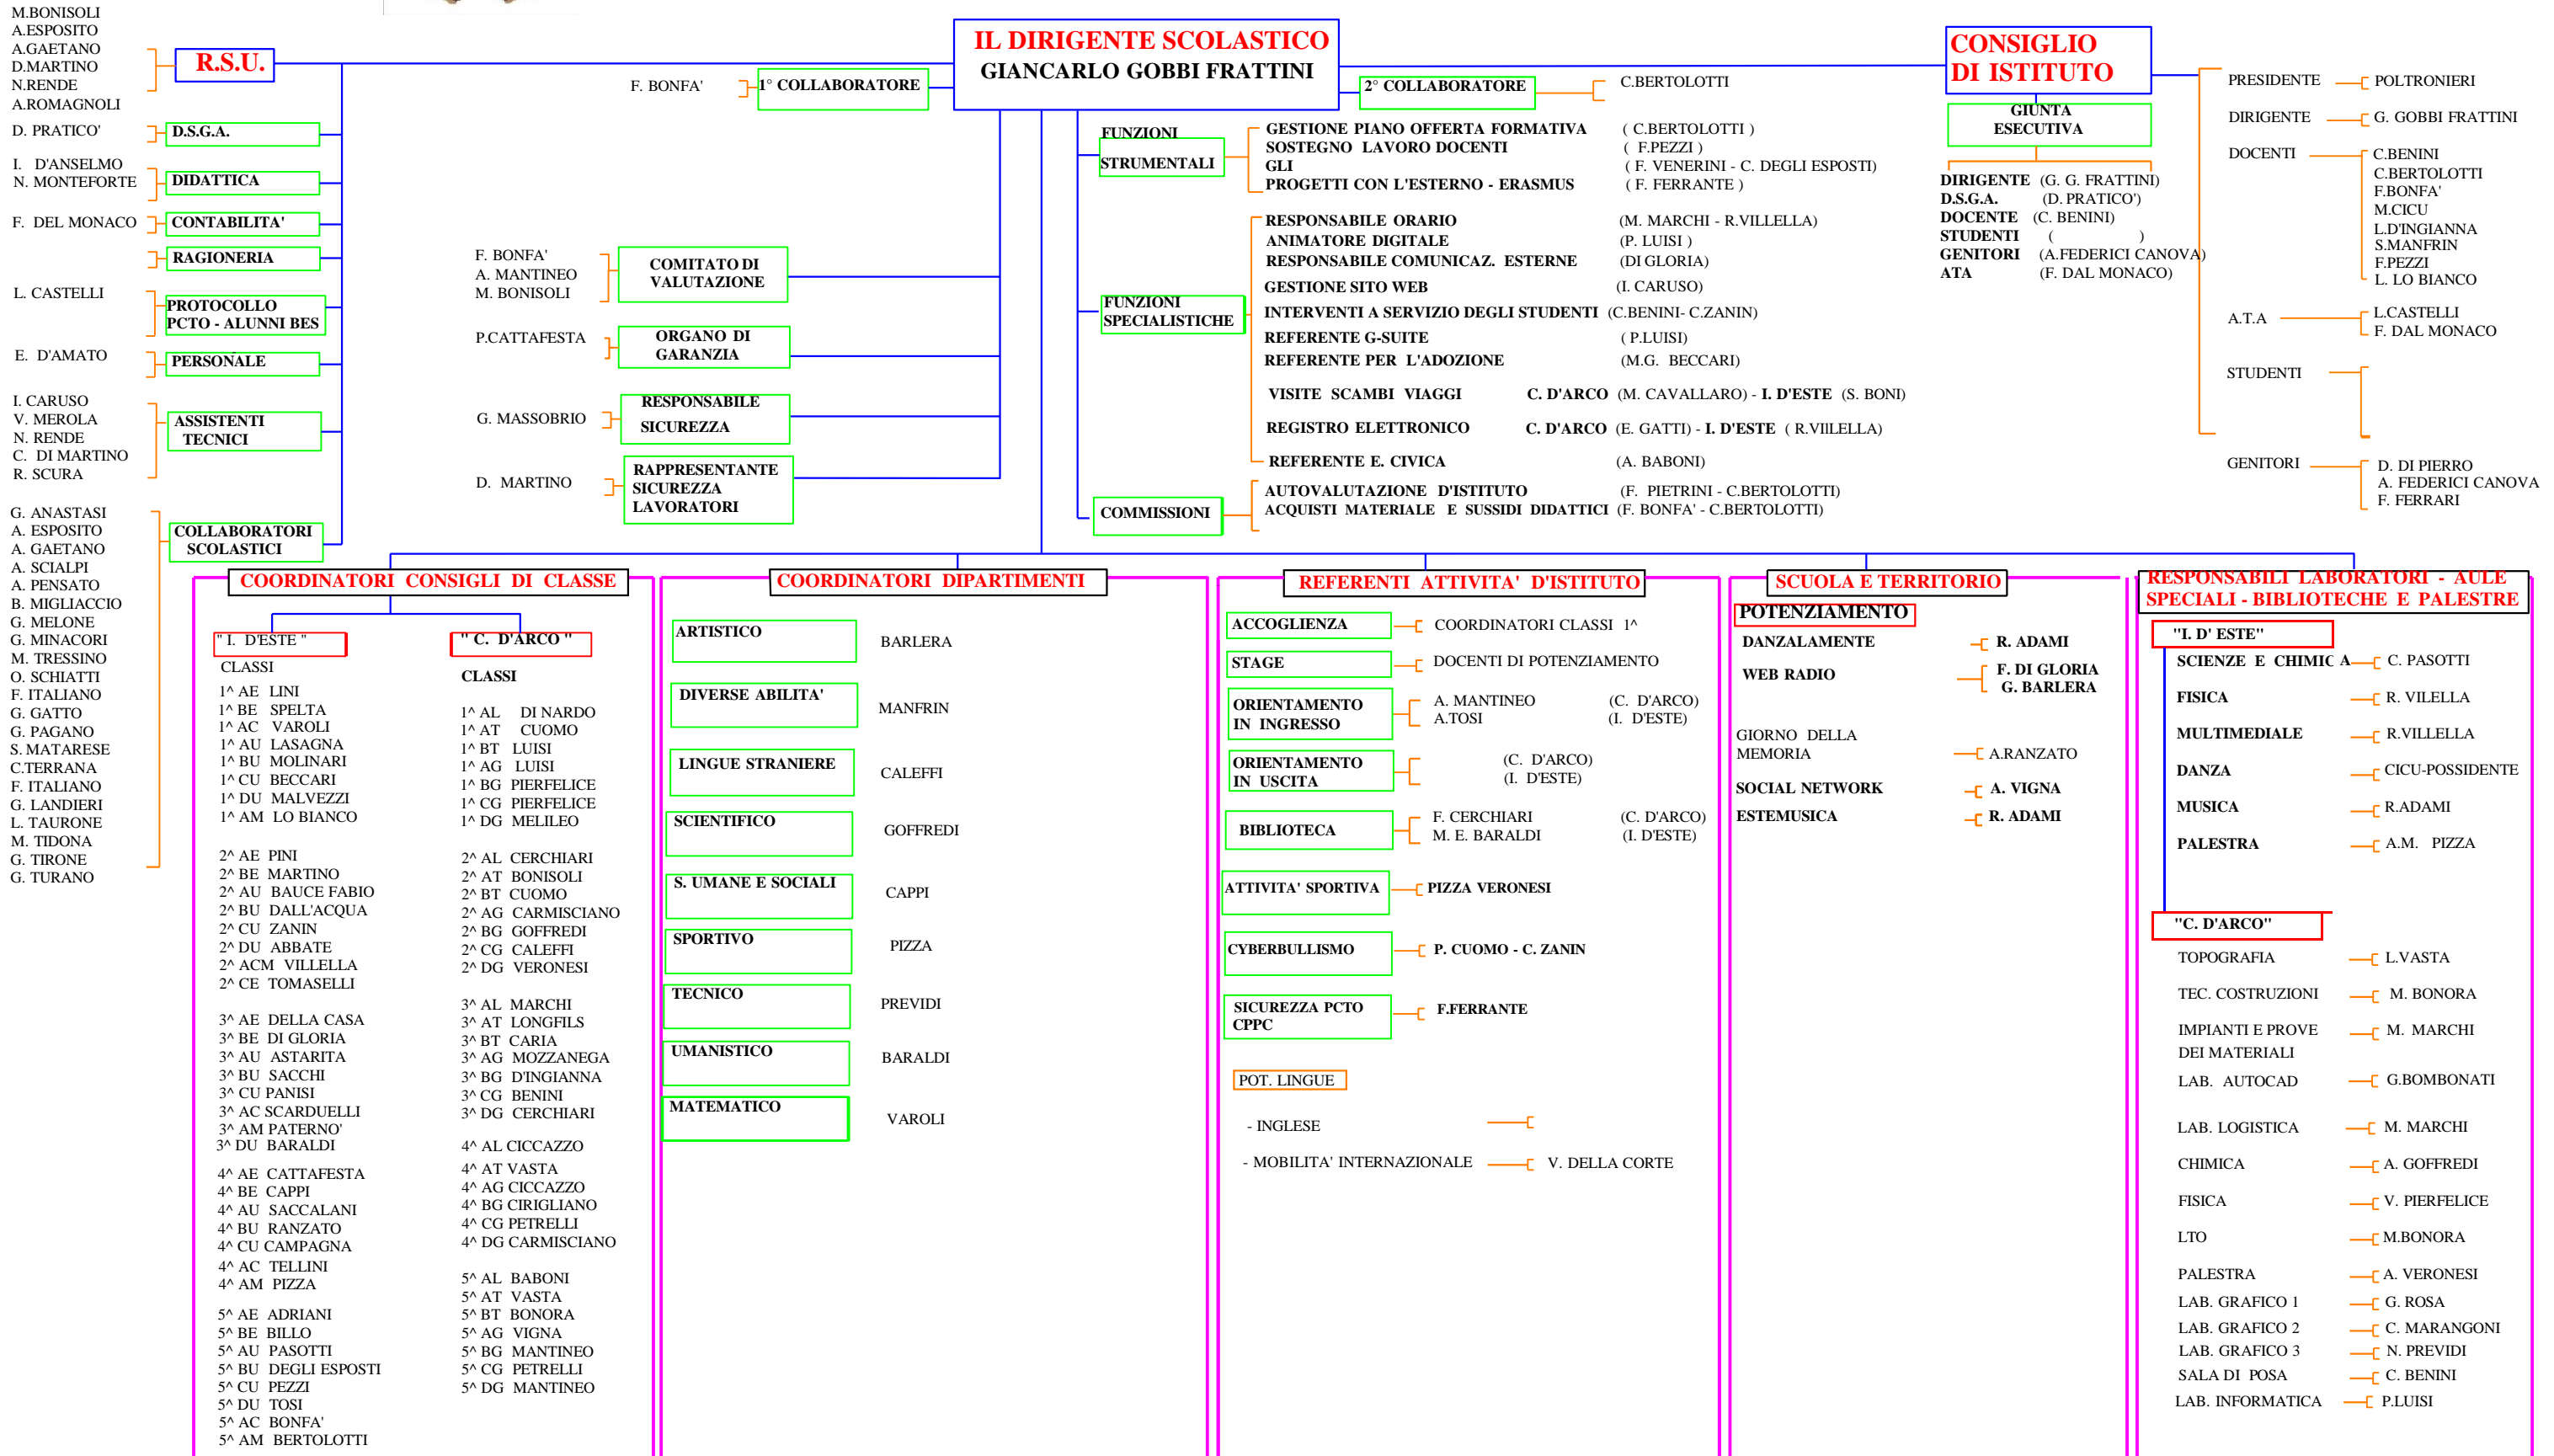 M.BONISOLI
A.ESPOSITO
A.GAETANO
D.MARTINO
N.RENDE
A.ROMAGNOLI
R.S.U.
D. PRATICO'
D.S.G.A.
I. D'ANSELMO
N. MONTEFORTE
DIDATTICA
F. DEL MONACO
CONTABILITA'
RAGIONERIA
L. CASTELLI
PROTOCOLLO
PCTO - ALUNNI BES
E. D'AMATO
PERSONALE
I. CARUSO
V. MEROLA
N. RENDE
C. DI MARTINO
R. SCURA
ASSISTENTI
TECNICI
G. ANASTASI
A. ESPOSITO
A. GAETANO
A. SCIALPI
A. PENSATO
B. MIGLIACCIO
G. MELONE
G. MINACORI
M. TRESSINO
O. SCHIATTI
F. ITALIANO
G. GATTO
G. PAGANO
S. MATARESE
C.TERRANA
F. ITALIANO
G. LANDIERI
L. TAURONE
M. TIDONA
G. TIRONE
G. TURANO
COLLABORATORI
SCOLASTICI
IL DIRIGENTE SCOLASTICO
GIANCARLO GOBBI FRATTINI
F. BONFA'
1° COLLABORATORE
2° COLLABORATORE
C.BERTOLOTTI
F. BONFA'
A. MANTINEO
M. BONISOLI
COMITATO DI
VALUTAZIONE
P.CATTAFESTA
ORGANO DI
GARANZIA
G. MASSOBRIO
RESPONSABILE
SICUREZZA
D. MARTINO
RAPPRESENTANTE
SICUREZZA
LAVORATORI
FUNZIONI
STRUMENTALI
GESTIONE PIANO OFFERTA FORMATIVA ( C.BERTOLOTTI )
SOSTEGNO LAVORO DOCENTI ( F.PEZZI )
GLI ( F. VENERINI - C. DEGLI ESPOSTI)
PROGETTI CON L'ESTERNO - ERASMUS ( F. FERRANTE )
FUNZIONI
SPECIALISTICHE
RESPONSABILE ORARIO (M. MARCHI - R.VILLELLA)
ANIMATORE DIGITALE (P. LUISI )
RESPONSABILE COMUNICAZ. ESTERNE (DI GLORIA)
GESTIONE SITO WEB (I. CARUSO)
INTERVENTI A SERVIZIO DEGLI STUDENTI (C.BENINI- C.ZANIN)
REFERENTE G-SUITE ( P.LUISI)
REFERENTE PER L'ADOZIONE (M.G. BECCARI)
VISITE SCAMBI VIAGGI C. D'ARCO (M. CAVALLARO) - I. D'ESTE (S. BONI)
REGISTRO ELETTRONICO C. D'ARCO (E. GATTI) - I. D'ESTE ( R.VIlLELLA)
REFERENTE E. CIVICA (A. BABONI)
COMMISSIONI
AUTOVALUTAZIONE D'ISTITUTO (F. PIETRINI - C.BERTOLOTTI)
ACQUISTI MATERIALE E SUSSIDI DIDATTICI (F. BONFA' - C.BERTOLOTTI)
CONSIGLIO
DI ISTITUTO
GIUNTA
ESECUTIVA
DIRIGENTE (G. G. FRATTINI)
D.S.G.A. (D. PRATICO')
DOCENTE (C. BENINI)
STUDENTI ( )
GENITORI (A.FEDERICI CANOVA)
ATA (F. DAL MONACO)
PRESIDENTE POLTRONIERI
DIRIGENTE G. GOBBI FRATTINI
DOCENTI C.BENINI
C.BERTOLOTTI
F.BONFA'
M.CICU
L.D'INGIANNA
S.MANFRIN
F.PEZZI
L. LO BIANCO
A.T.A L.CASTELLI
F. DAL MONACO
STUDENTI
GENITORI D. DI PIERRO
A. FEDERICI CANOVA
F. FERRARI
COORDINATORI CONSIGLI DI CLASSE
" I. D'ESTE "
CLASSI
1^ AE LINI
1^ BE SPELTA
1^ AC VAROLI
1^ AU LASAGNA
1^ BU MOLINARI
1^ CU BECCARI
1^ DU MALVEZZI
1^ AM LO BIANCO
2^ AE PINI
2^ BE MARTINO
2^ AU BAUCE FABIO
2^ BU DALL'ACQUA
2^ CU ZANIN
2^ DU ABBATE
2^ ACM VILLELLA
2^ CE TOMASELLI
3^ AE DELLA CASA
3^ BE DI GLORIA
3^ AU ASTARITA
3^ BU SACCHI
3^ CU PANISI
3^ AC SCARDUELLI
3^ AM PATERNO'
3^ DU BARALDI
4^ AE CATTAFESTA
4^ BE CAPPI
4^ AU SACCALANI
4^ BU RANZATO
4^ CU CAMPAGNA
4^ AC TELLINI
4^ AM PIZZA
5^ AE ADRIANI
5^ BE BILLO
5^ AU PASOTTI
5^ BU DEGLI ESPOSTI
5^ CU PEZZI
5^ DU TOSI
5^ AC BONFA'
5^ AM BERTOLOTTI
" C. D'ARCO "
CLASSI
1^ AL DI NARDO
1^ AT CUOMO
1^ BT LUISI
1^ AG LUISI
1^ BG PIERFELICE
1^ CG PIERFELICE
1^ DG MELILEO
2^ AL CERCHIARI
2^ AT BONISOLI
2^ BT CUOMO
2^ AG CARMISCIANO
2^ BG GOFFREDI
2^ CG CALEFFI
2^ DG VERONESI
3^ AL MARCHI
3^ AT LONGFILS
3^ BT CARIA
3^ AG MOZZANEGA
3^ BG D'INGIANNA
3^ CG BENINI
3^ DG CERCHIARI
4^ AL CICCAZZO
4^ AT VASTA
4^ AG CICCAZZO
4^ BG CIRIGLIANO
4^ CG PETRELLI
4^ DG CARMISCIANO
5^ AL BABONI
5^ AT VASTA
5^ BT BONORA
5^ AG VIGNA
5^ BG MANTINEO
5^ CG PETRELLI
5^ DG MANTINEO
COORDINATORI DIPARTIMENTI
ARTISTICO BARLERA
DIVERSE ABILITA' MANFRIN
LINGUE STRANIERE CALEFFI
SCIENTIFICO GOFFREDI
S. UMANE E SOCIALI CAPPI
SPORTIVO PIZZA
TECNICO PREVIDI
UMANISTICO BARALDI
MATEMATICO VAROLI
REFERENTI ATTIVITA' D'ISTITUTO
ACCOGLIENZA COORDINATORI CLASSI 1^
STAGE DOCENTI DI POTENZIAMENTO
ORIENTAMENTO A. MANTINEO (C. D'ARCO)
IN INGRESSO A.TOSI (I. D'ESTE)
ORIENTAMENTO (C. D'ARCO)
IN USCITA (I. D'ESTE)
BIBLIOTECA F. CERCHIARI (C. D'ARCO)
M. E. BARALDI (I. D'ESTE)
ATTIVITA' SPORTIVA PIZZA VERONESI
CYBERBULLISMO P. CUOMO - C. ZANIN
SICUREZZA PCTO F.FERRANTE
CPPC
POT. LINGUE
- INGLESE
- MOBILITA' INTERNAZIONALE V. DELLA CORTE
SCUOLA E TERRITORIO
POTENZIAMENTO
DANZALAMENTE R. ADAMI
WEB RADIO F. DI GLORIA
G. BARLERA
GIORNO DELLA
MEMORIA A.RANZATO
SOCIAL NETWORK A. VIGNA
ESTEMUSICA R. ADAMI
RESPONSABILI LABORATORI - AULE
SPECIALI - BIBLIOTECHE E PALESTRE
"I. D' ESTE"
SCIENZE E CHIMICA C. PASOTTI
FISICA R. VILELLA
MULTIMEDIALE R.VILLELLA
DANZA CICU-POSSIDENTE
MUSICA R.ADAMI
PALESTRA A.M. PIZZA
"C. D'ARCO"
TOPOGRAFIA L.VASTA
TEC. COSTRUZIONI M. BONORA
IMPIANTI E PROVE M. MARCHI
DEI MATERIALI
LAB. AUTOCAD G.BOMBONATI
LAB. LOGISTICA M. MARCHI
CHIMICA A. GOFFREDI
FISICA V. PIERFELICE
LTO M.BONORA
PALESTRA A. VERONESI
LAB. GRAFICO 1 G. ROSA
LAB. GRAFICO 2 C. MARANGONI
LAB. GRAFICO 3 N. PREVIDI
SALA DI POSA C. BENINI
LAB. INFORMATICA P.LUISI